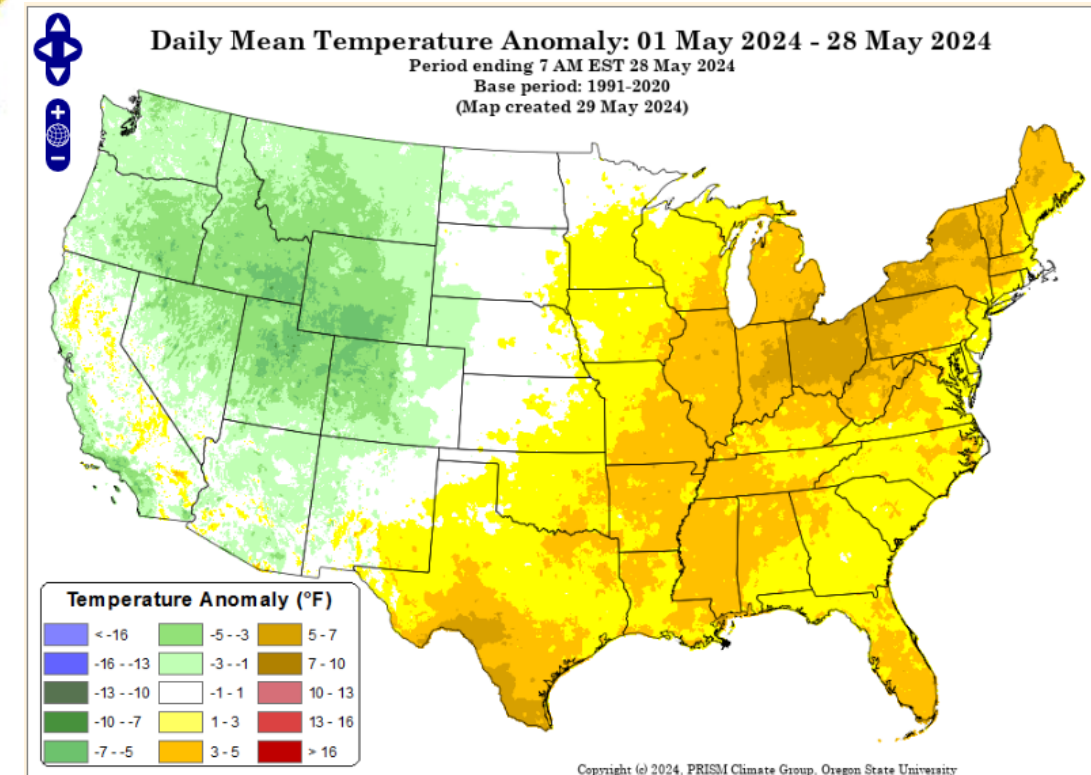 Daily Mean Temperature Anomaly: 01 May 2024 - 28 May 2024
Period ending 7 AM EST 28 May 2024
Base period: 1991-2020
(Map created 29 May 2024)
Temperature Anomaly (°F)
< -16
-16 - -13
-13 - -10
-10 - -7
-7 - -5
-5 - -3
-3 - -1
-1 - 1
1 - 3
3 - 5
5 - 7
7 - 10
10 - 13
13 - 16
> 16
Copyright (c) 2024, PRISM Climate Group, Oregon State University